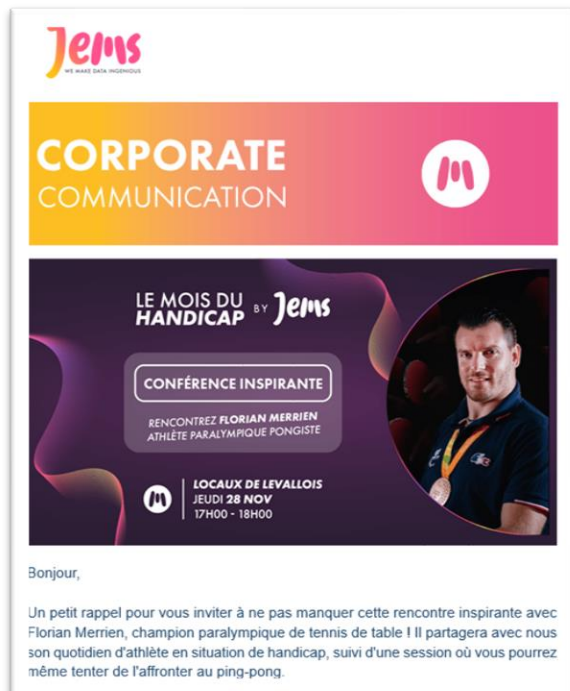 Jems
WE MAKE DATA INGENIOUS
CORPORATE
COMMUNICATION
LE MOIS DU
HANDICAP BY Jems
CONFÉRENCE INSPIRANTE
RENCONTREZ FLORIAN MERRIEN
ATHLÈTE PARALYMPIQUE PONGISTE
LOCAUX DE LEVALLOIS
JEUDI 28 NOV
17H00 - 18H00
Bonjour,
Un petit rappel pour vous inviter à ne pas manquer cette rencontre inspirante avec
Florian Merrien, champion paralympique de tennis de table ! Il partagera avec nous
son quotidien d'athlète en situation de handicap, suivi d'une session où vous pourrez
même tenter de l'affronter au ping-pong.